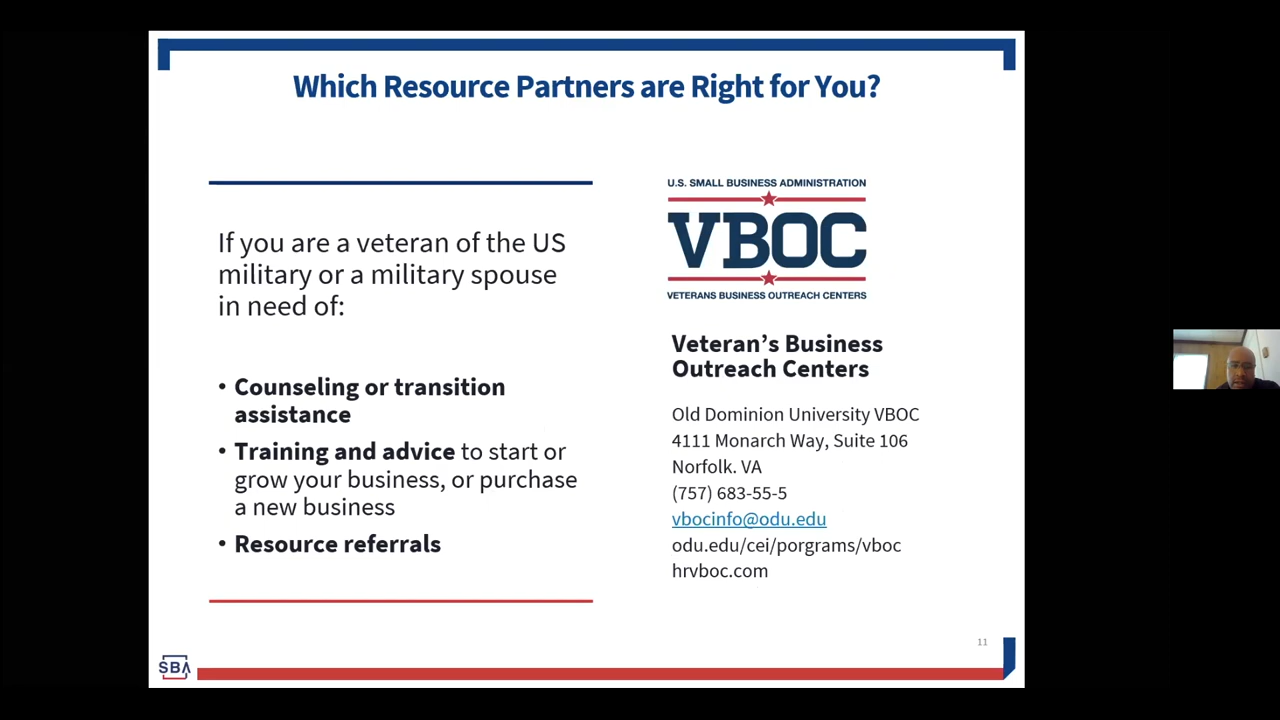 Which Resource Partners are Right for You?
If you are a veteran of the US
military or a military spouse
in need of:
• Counseling or transition
assistance
• Training and advice to start or
grow your business, or purchase
a new business
• Resource referrals
U.S. SMALL BUSINESS ADMINISTRATION
VBOC
VETERANS BUSINESS OUTREACH CENTERS
Veteran’s Business
Outreach Centers
Old Dominion University VBOC
4111 Monarch Way, Suite 106
Norfolk. VA
(757) 683-55-5
vbocinfo@odu.edu
odu.edu/cei/porgrams/vboc
hrvboc.com
11
SBA